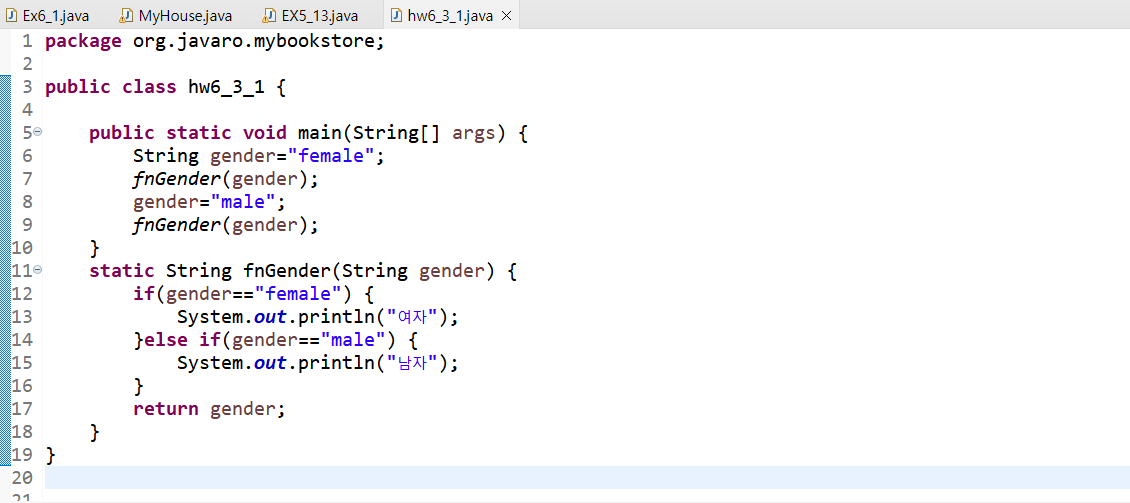 Ex6_1.java MyHouse.java EX5_13.java hw6_3_1.java
1 package org.javaro.mybookstore;
2
3 public class hw6_3_1 {
4
5 public static void main(String[] args) {
6 String gender="female";
7 fnGender(gender);
8 gender="male";
9 fnGender(gender);
10 }
11 static String fnGender(String gender) {
12 if(gender=="female") {
13 System.out.println("여자");
14 }else if(gender=="male") {
15 System.out.println("남자");
16 }
17 return gender;
18 }
19 }
20
21